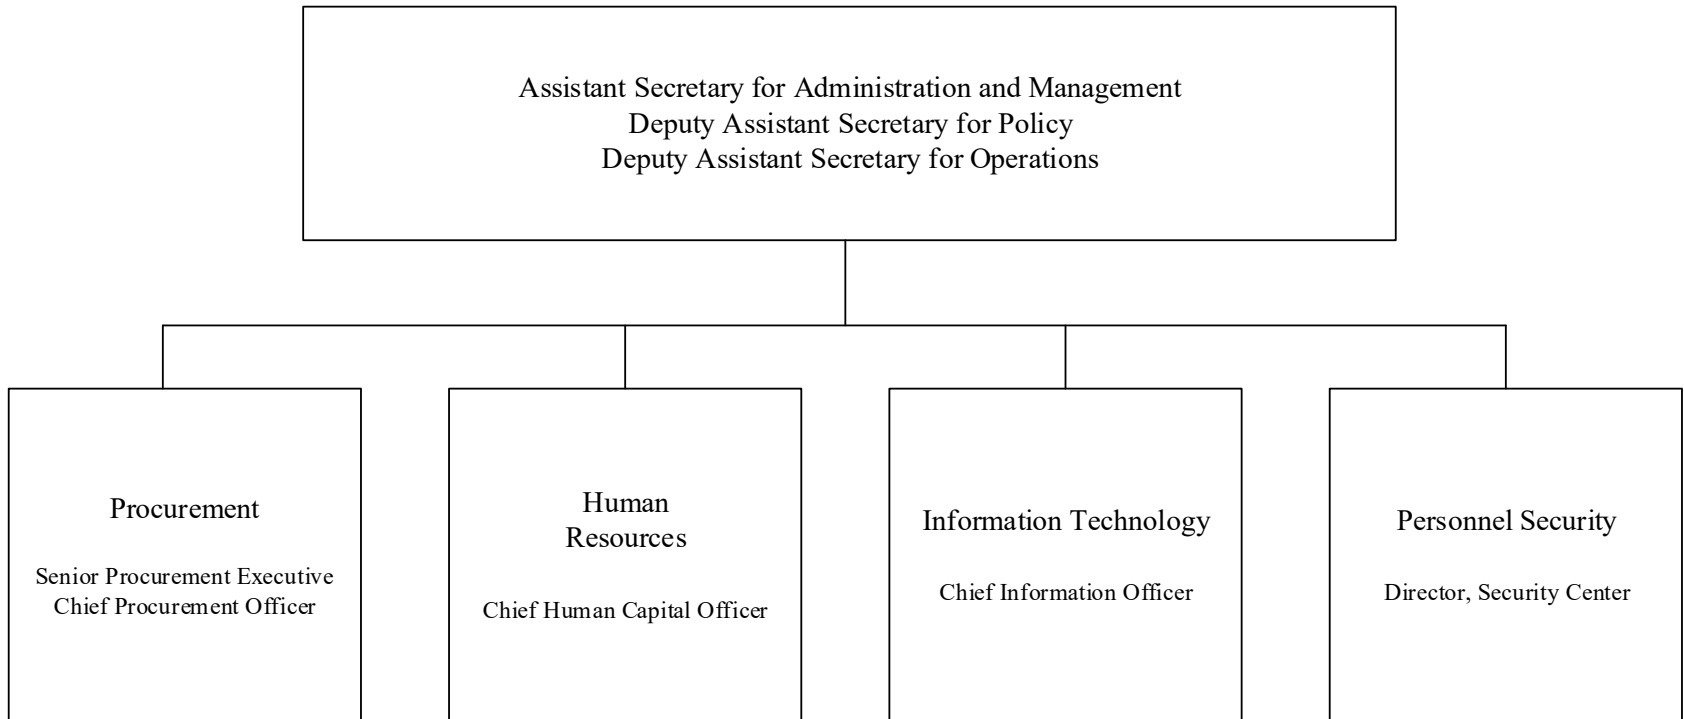 Assistant Secretary for Administration and Management
Deputy Assistant Secretary for Policy
Deputy Assistant Secretary for Operations
Procurement
Senior Procurement Executive
Chief Procurement Officer
Human
Resources
Chief Human Capital Officer
Information Technology
Chief Information Officer
Personnel Security
Director, Security Center